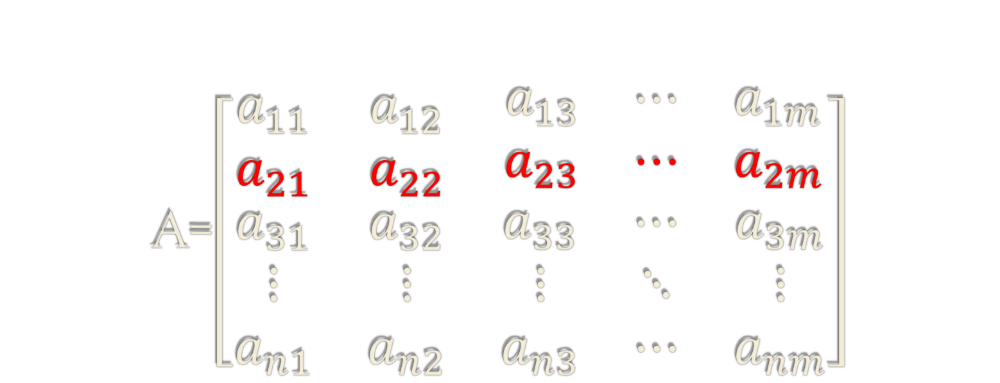 a₁₁ a₁₂ a₁₃ ⋯ a₁ₘ
a₂₁ a₂₂ a₂₃ ⋯ a₂ₘ
A= a₃₁ a₃₂ a₃₃ ⋯ a₃ₘ
⋮ ⋮ ⋮ ⋱ ⋮
aₙ₁ aₙ₂ aₙ₃ ⋯ aₙₘ